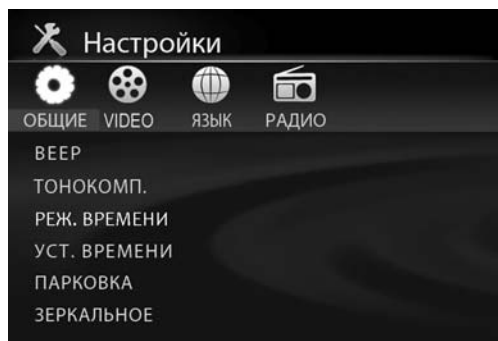 Настройки
ОБЩИЕ VIDEO ЯЗЫК РАДИО
BEEP
ТОНОКОМП.
РЕЖ. ВРЕМЕНИ
УСТ. ВРЕМЕНИ
ПАРКОВКА
ЗЕРКАЛЬНОЕ